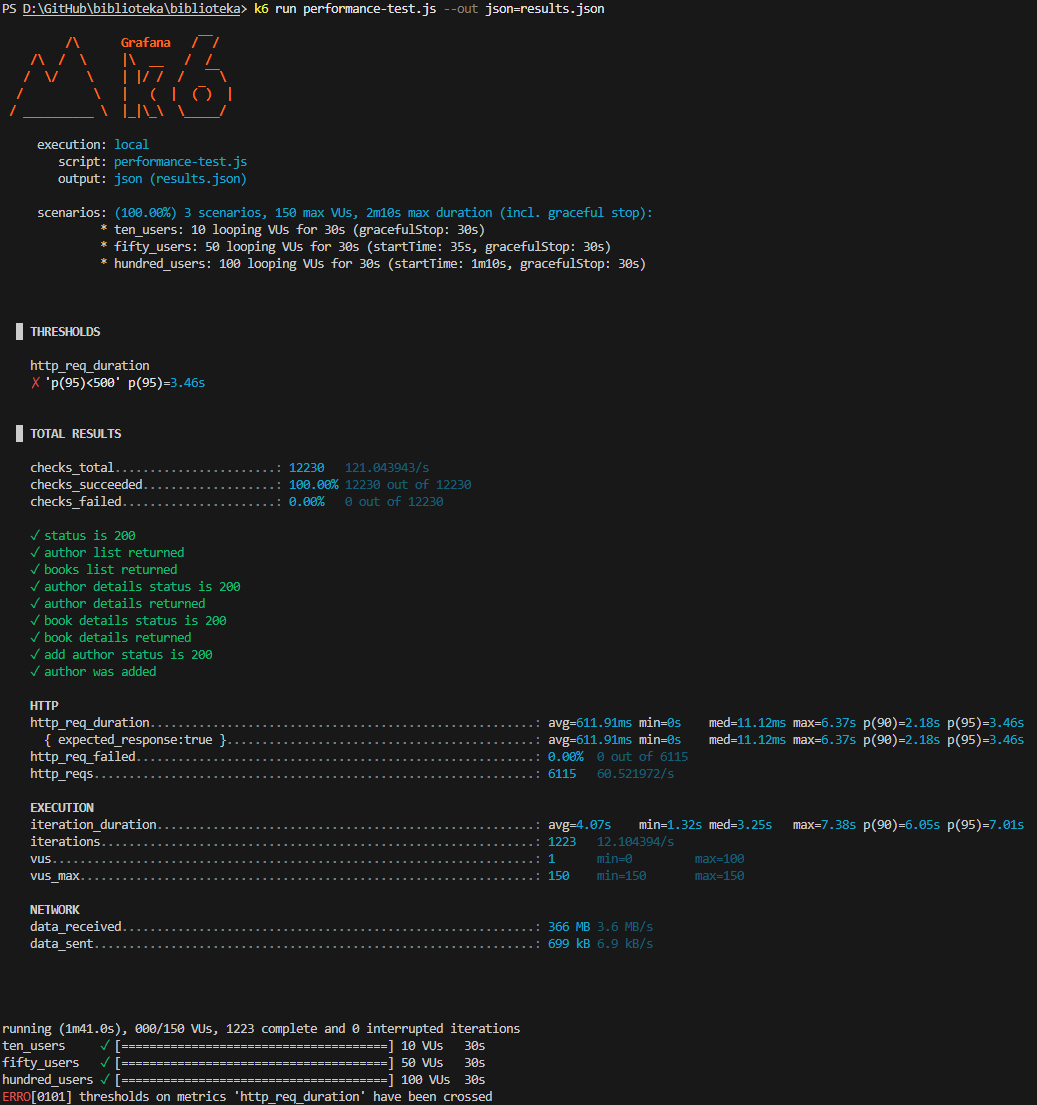 PS D:\GitHub\biblioteka\biblioteka> k6 run performance-test.js --out json=results.json
Grafana
execution: local
script: performance-test.js
output: json (results.json)
scenarios: (100.00%) 3 scenarios, 150 max VUs, 2m10s max duration (incl. graceful stop):
* ten_users: 10 looping VUs for 30s (gracefulStop: 30s)
* fifty_users: 50 looping VUs for 30s (startTime: 35s, gracefulStop: 30s)
* hundred_users: 100 looping VUs for 30s (startTime: 1m10s, gracefulStop: 30s)
█ THRESHOLDS
http_req_duration
✗ 'p(95)<500' p(95)=3.46s
█ TOTAL RESULTS
checks_total.......................: 12230   121.043943/s
checks_succeeded...................: 100.00% 12230 out of 12230
checks_failed......................: 0.00%   0 out of 12230
✓ status is 200
✓ author list returned
✓ books list returned
✓ author details status is 200
✓ author details returned
✓ book details status is 200
✓ book details returned
✓ add author status is 200
✓ author was added
HTTP
http_req_duration.......................................................: avg=611.91ms min=0s    med=11.12ms max=6.37s p(90)=2.18s p(95)=3.46s
{ expected_response:true }............................................: avg=611.91ms min=0s    med=11.12ms max=6.37s p(90)=2.18s p(95)=3.46s
http_req_failed.........................................................: 0.00%  0 out of 6115
http_reqs...............................................................: 6115   60.521972/s
EXECUTION
iteration_duration......................................................: avg=4.07s    min=1.32s med=3.25s   max=7.38s p(90)=6.05s p(95)=7.01s
iterations..............................................................: 1223   12.104394/s
vus.....................................................................: 1      min=0         max=100
vus_max.................................................................: 150    min=150       max=150
NETWORK
data_received...........................................................: 366 MB 3.6 MB/s
data_sent...............................................................: 699 kB 6.9 kB/s
running (1m41.0s), 000/150 VUs, 1223 complete and 0 interrupted iterations
ten_users     ✓ [======================================] 10 VUs   30s
fifty_users   ✓ [======================================] 50 VUs   30s
hundred_users ✓ [======================================] 100 VUs  30s
ERRO[0101] thresholds on metrics 'http_req_duration' have been crossed